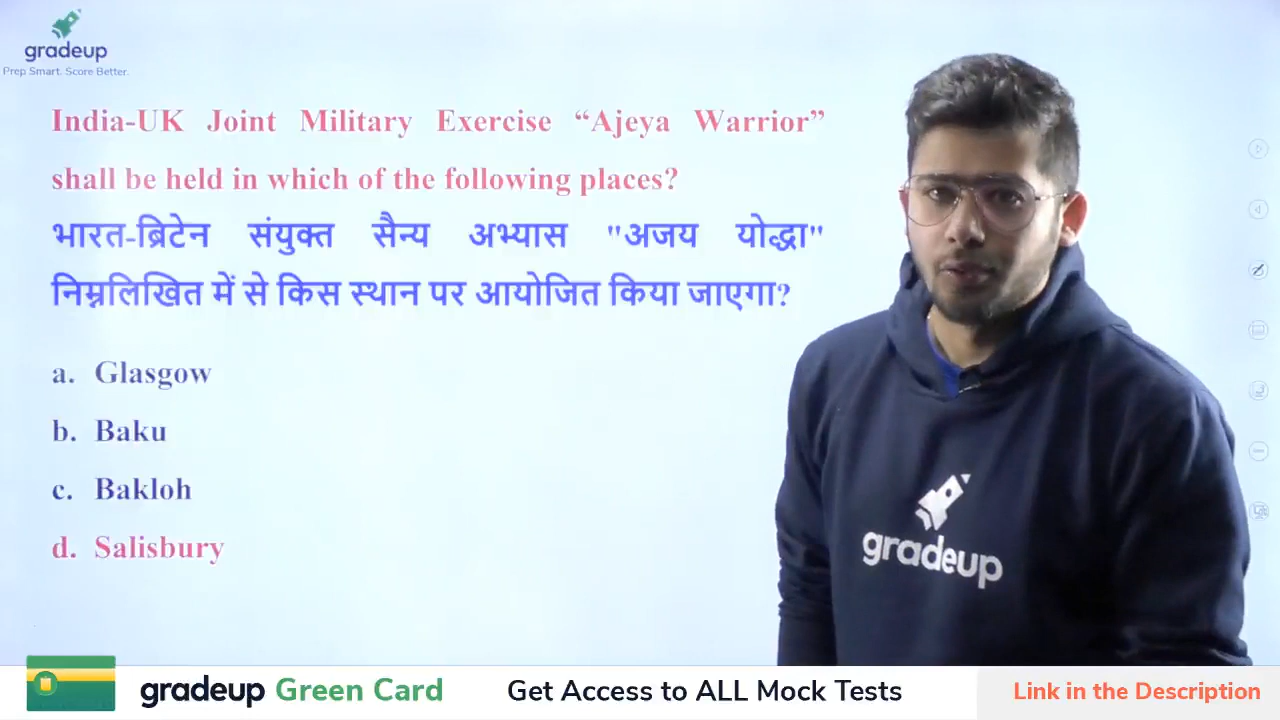 gradeup
Prep Smart. Score Better.
India-UK Joint Military Exercise “Ajeya Warrior”
shall be held in which of the following places?
भारत-ब्रिटेन संयुक्त सैन्य अभ्यास "अजय योद्धा"
निम्नलिखित में से किस स्थान पर आयोजित किया जाएगा?
a. Glasgow
b. Baku
c. Bakloh
d. Salisbury
gradeup
gradeup Green Card
Get Access to ALL Mock Tests
Link in the Description